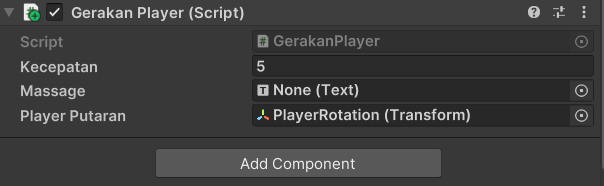 Gerakan Player (Script)
Script GerakanPlayer
Kecepatan 5
Massage None (Text)
Player Putaran PlayerRotation (Transform)
Add Component